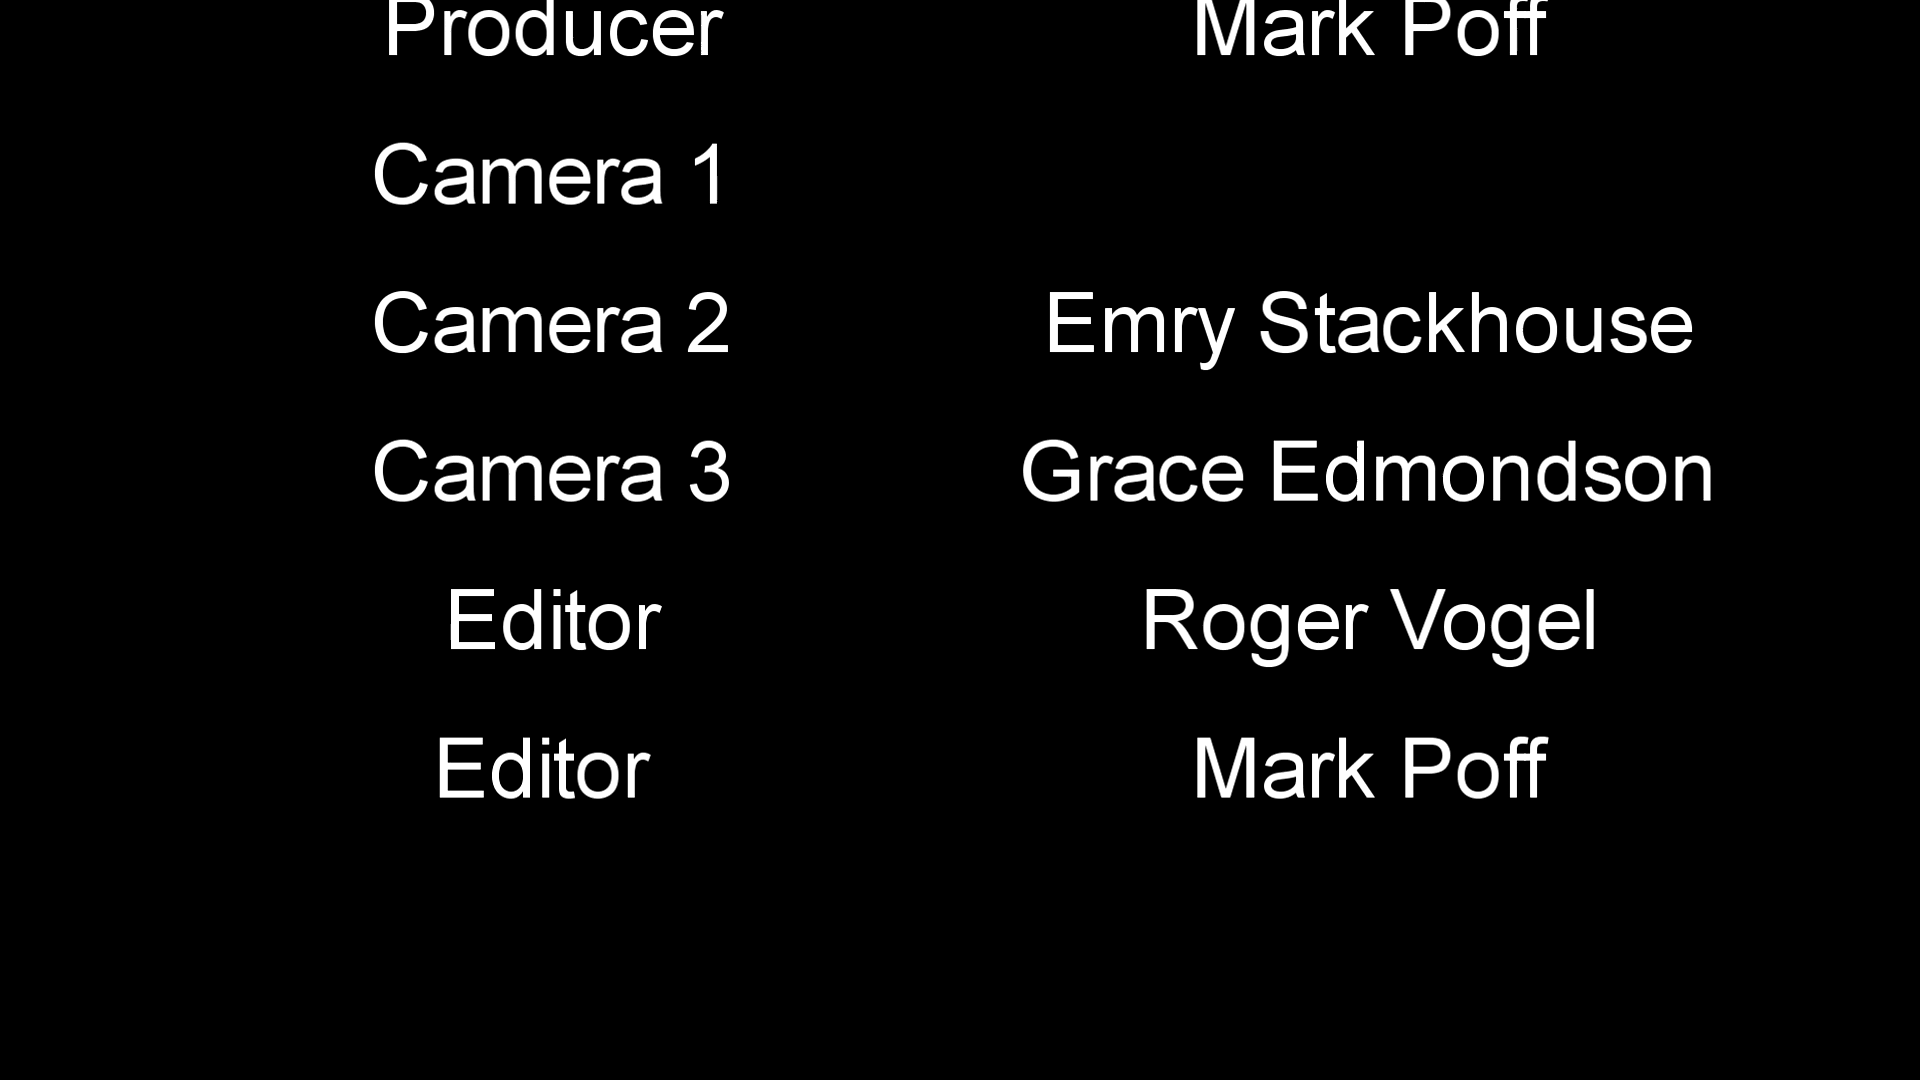 Producer Mark Poff
Camera 1
Camera 2 Emry Stackhouse
Camera 3 Grace Edmondson
Editor Roger Vogel
Editor Mark Poff